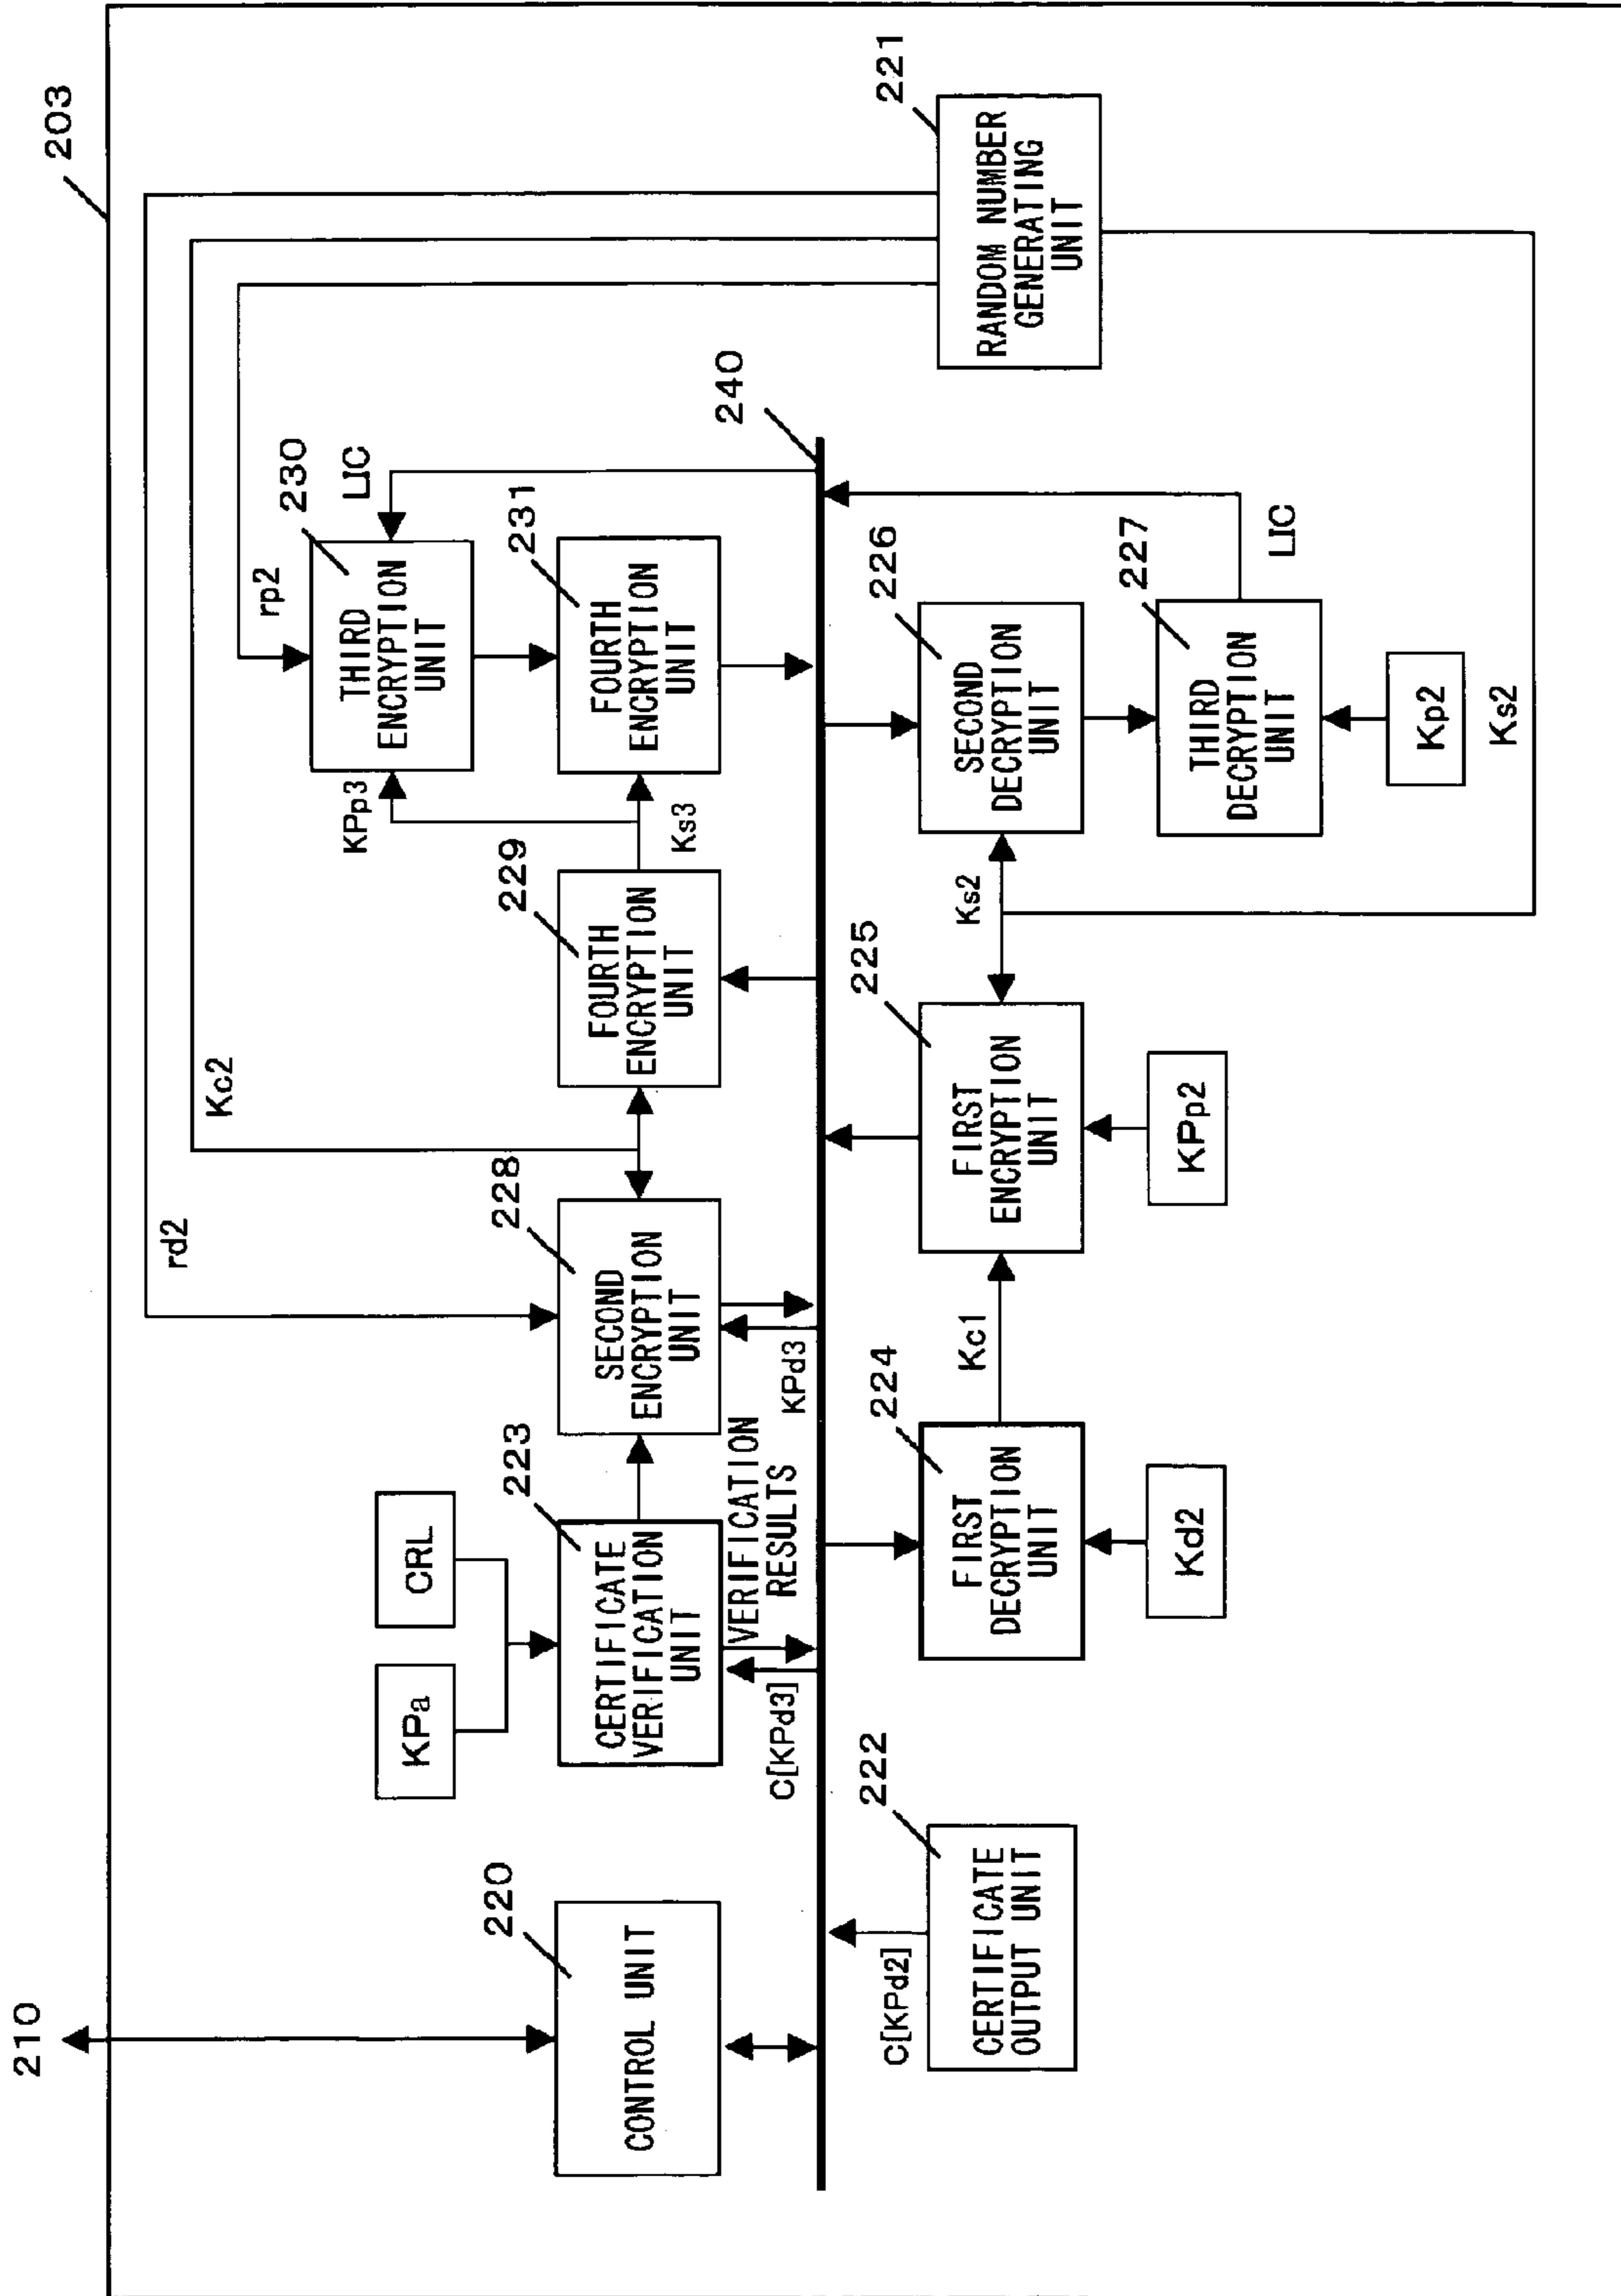 210
203
rd2
Kc2
rp2
230
THIRD
ENCRYPTION
UNIT
LIC
KPp3
KPa
CRL
220
CONTROL UNIT
223
CERTIFICATE
VERIFICATION
UNIT
228
SECOND
ENCRYPTION
UNIT
229
FOURTH
ENCRYPTION
UNIT
Ks3
231
FOURTH
ENCRYPTION
UNIT
C[KPd3]
VERIFICATION
RESULTS
KPd3
240
221
RANDOM NUMBER
GENERATING
UNIT
C[KPd2]
222
CERTIFICATE
OUTPUT UNIT
224
FIRST
DECRYPTION
UNIT
Kc1
225
FIRST
ENCRYPTION
UNIT
Ks2
226
SECOND
DECRYPTION
UNIT
Kd2
KPp2
227
THIRD
DECRYPTION
UNIT
LIC
Kp2
Ks2